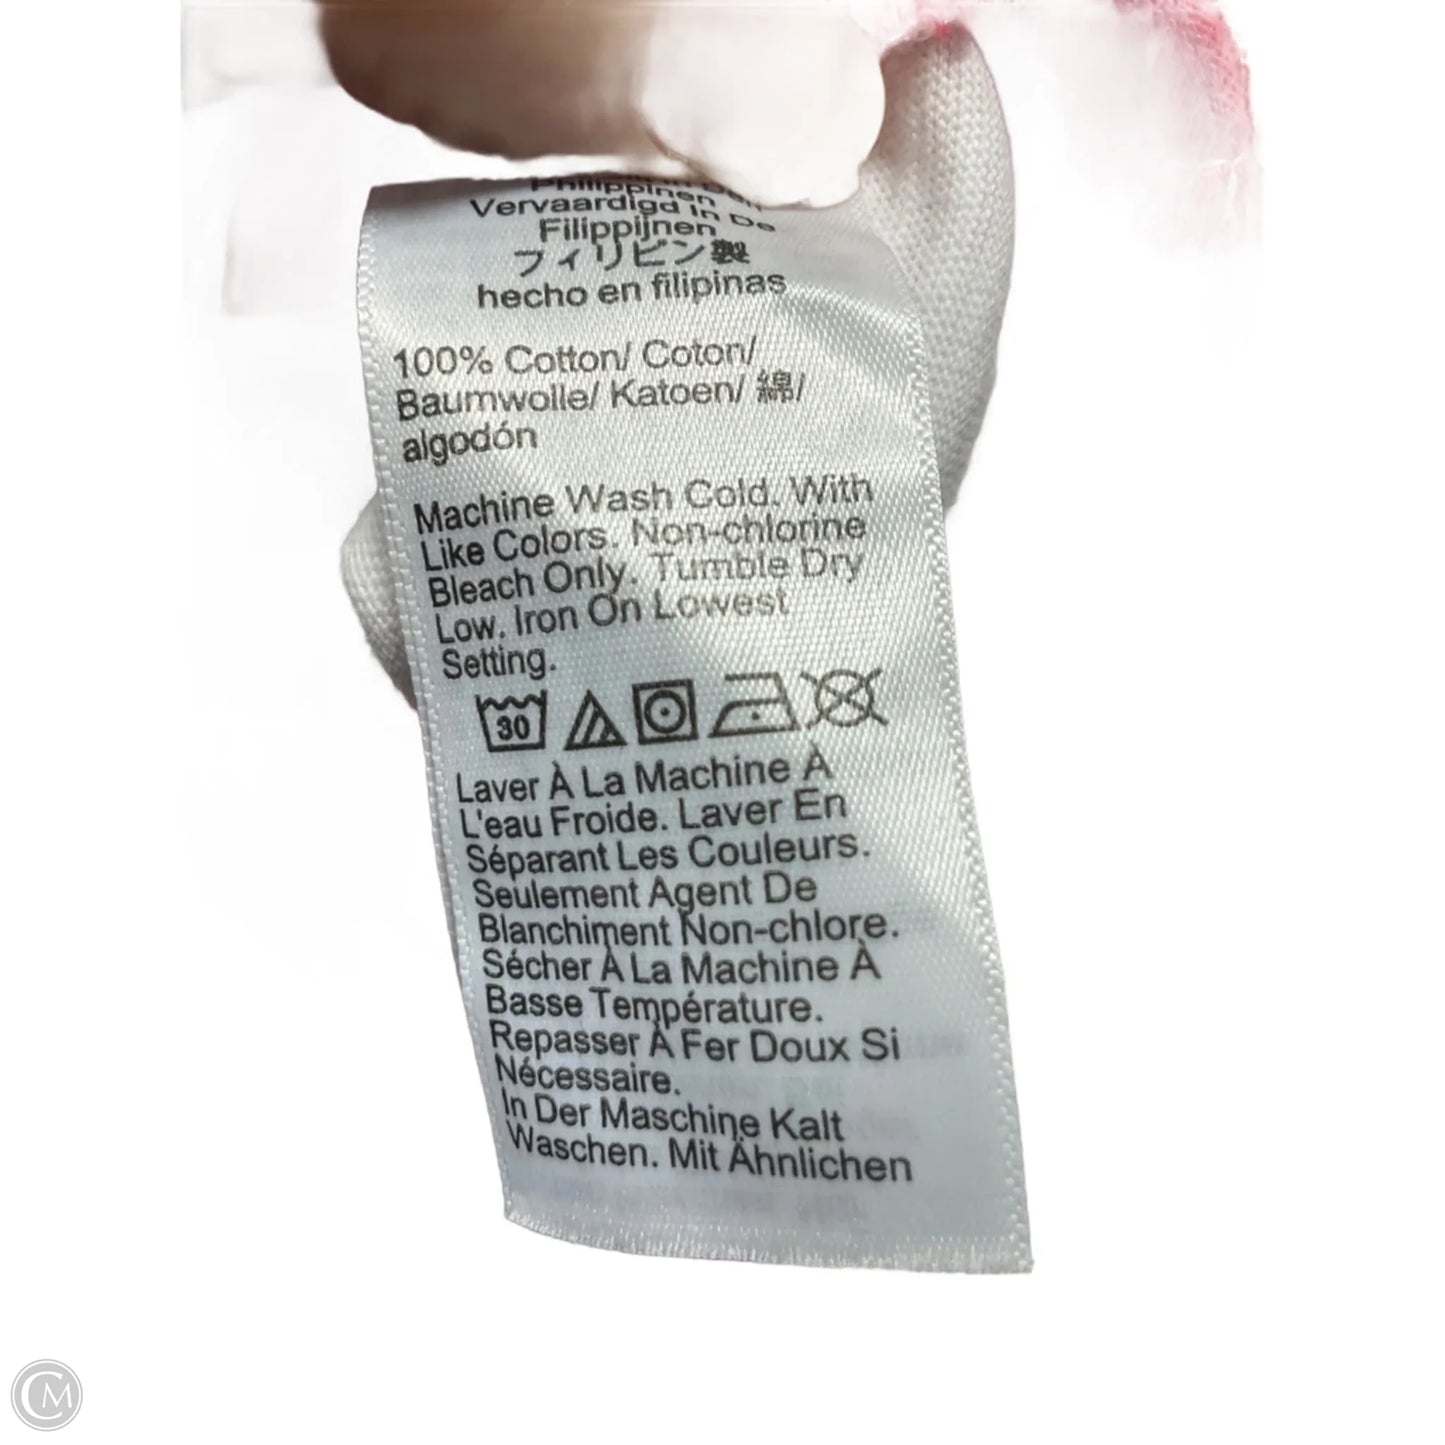 Philippinen
Vervaardigd In De
Filippijnen
フィリピン製
hecho en filipinas
100% Cotton/ Coton/
Baumwolle/ Katoen/ 綿/
algodón
Machine Wash Cold. With
Like Colors. Non-chlorine
Bleach Only. Tumble Dry
Low. Iron On Lowest
Setting.
30
Laver À La Machine À
L'eau Froide. Laver En
Séparant Les Couleurs.
Seulement Agent De
Blanchiment Non-chlore.
Sécher À La Machine À
Basse Température.
Repasser À Fer Doux Si
Nécessaire.
In Der Maschine Kalt
Waschen. Mit Ähnlichen
CM